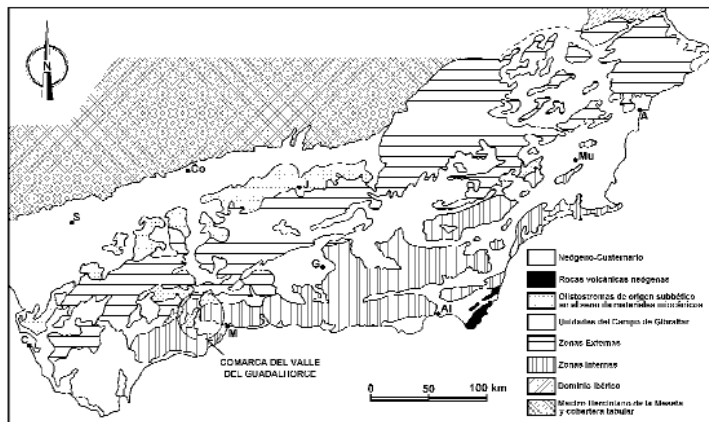 N
A
Mu
Co
J
S
G
Al
M
C
COMARCA DEL VALLE
DEL GUADALHORCE
0 50 100 km
Neógeno-Cuaternario
Rocas volcánicas neógenas
Olistostromas de origen subbético
Unidades del Campo de Gibraltar
Zonas Externas
Zonas Internas
Dominio Ibérico
Macizo Herciniano de la Meseta
y cobertera tabular